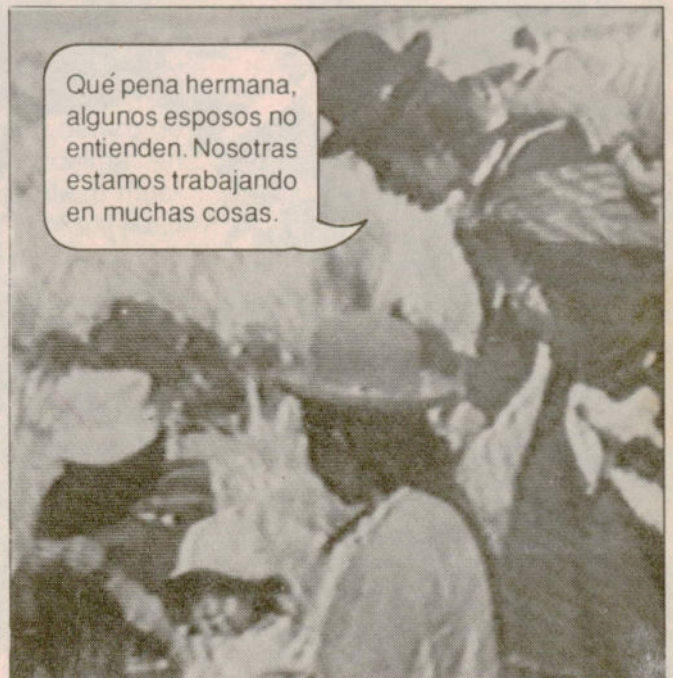 Qué pena hermana,
algunos esposos no
entienden. Nosotras
estamos trabajando
en muchas cosas.